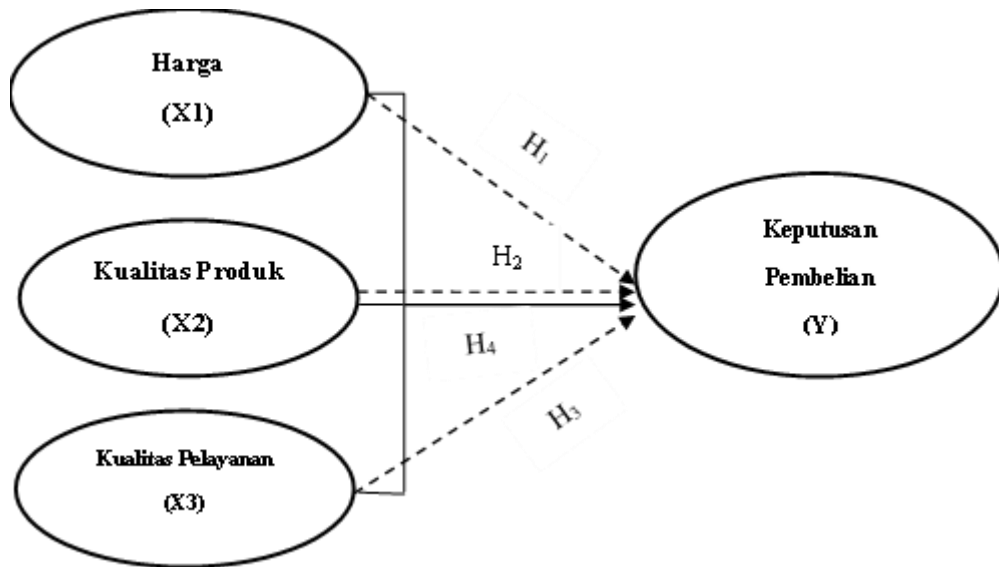 Harga
(X1)
H₁
Kualitas Produk
(X2)
H₂
Keputusan
Pembelian
(Y)
H₄
H₃
Kualitas Pelayanan
(X3)